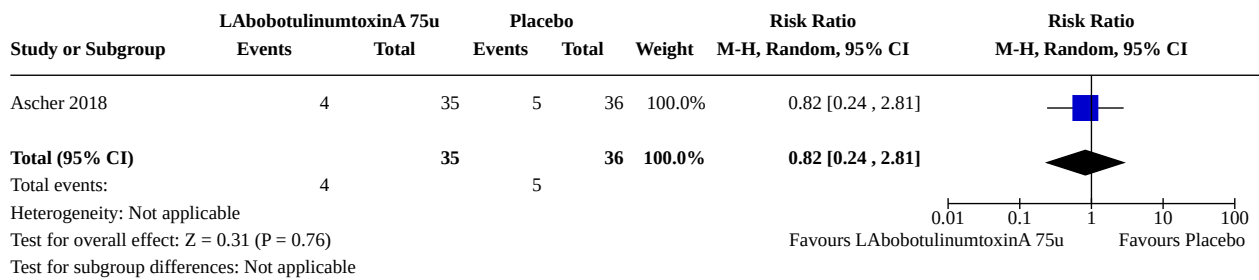 LAbobotulinumtoxinA 75u Placebo Risk Ratio Risk Ratio
Study or Subgroup Events Total Events Total Weight M-H, Random, 95% CI M-H, Random, 95% CI
Ascher 2018 4 35 5 36 100.0% 0.82 [0.24 , 2.81]
Total (95% CI) 35 36 100.0% 0.82 [0.24 , 2.81]
Total events: 4 5
Heterogeneity: Not applicable
0.01 0.1 1 10 100
Test for overall effect: Z = 0.31 (P = 0.76) Favours LAbobotulinumtoxinA 75u Favours Placebo
Test for subgroup differences: Not applicable